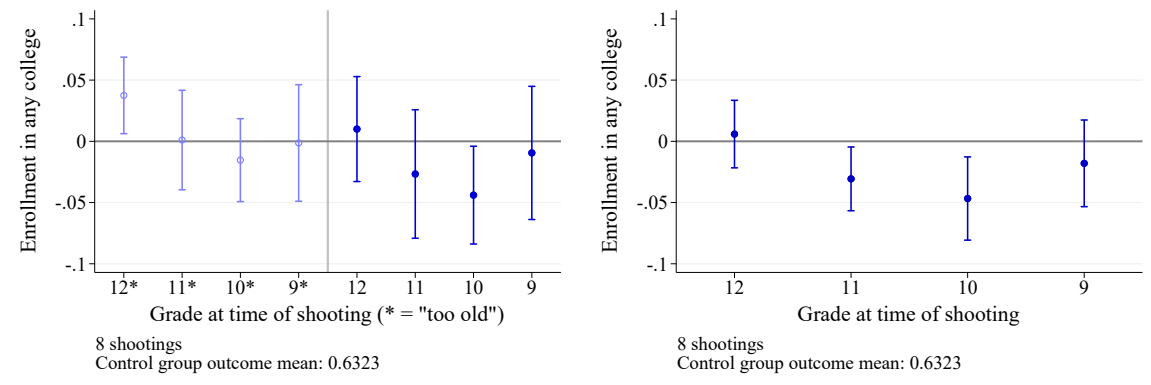 Enrollment in any college
.1
.05
0
-.05
-.1
12* 11* 10* 9* 12 11 10 9
Grade at time of shooting (* = "too old")
8 shootings
Control group outcome mean: 0.6323
Enrollment in any college
.1
.05
0
-.05
-.1
12 11 10 9
Grade at time of shooting
8 shootings
Control group outcome mean: 0.6323